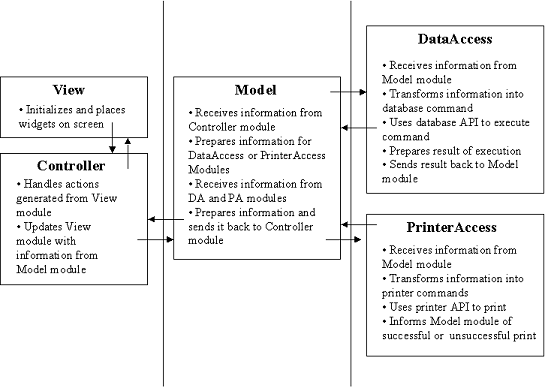 View
• Initializes and places
widgets on screen
Controller
• Handles actions
generated from View
module
• Updates View
module with
information from
Model module
Model
• Receives information from
Controller module
• Prepares information for
DataAccess or PrinterAccess
Modules
• Receives information from
DA and PA modules
• Prepares information and
sends it back to Controller
module
DataAccess
• Receives information from
Model module
• Transforms information into
database command
• Uses database API to execute
command
• Prepares result of execution
• Sends result back to Model
module
PrinterAccess
• Receives information from
Model module
• Transforms information into
printer commands
• Uses printer API to print
• Informs Model module of
successful or unsuccessful print